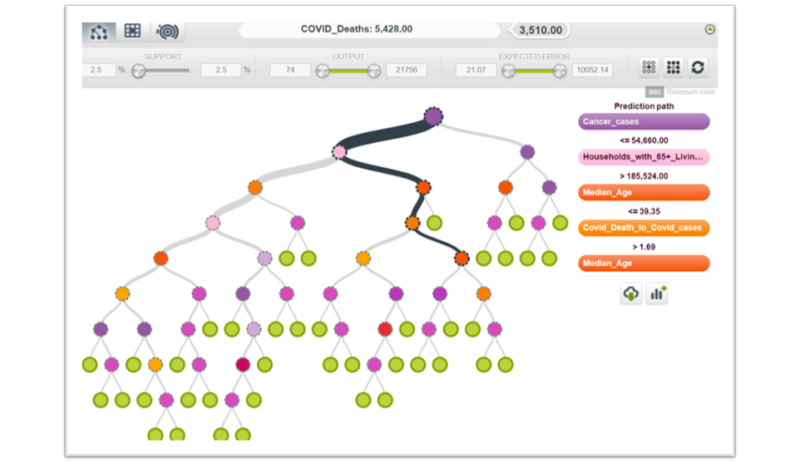 COVID_Deaths: 5,428.00
3,510.00
SUPPORT
OUTPUT
EXPECTED ERROR
2.5 %
2.5 %
74
21756
21.07
10052.14
esc Releases view
Prediction path
Cancer_cases
<= 54,660.00
Households_with_65+_Livin...
> 185,524.00
Median_Age
<= 39.35
Covid_Death_to_Covid_cases
> 1.69
Median_Age